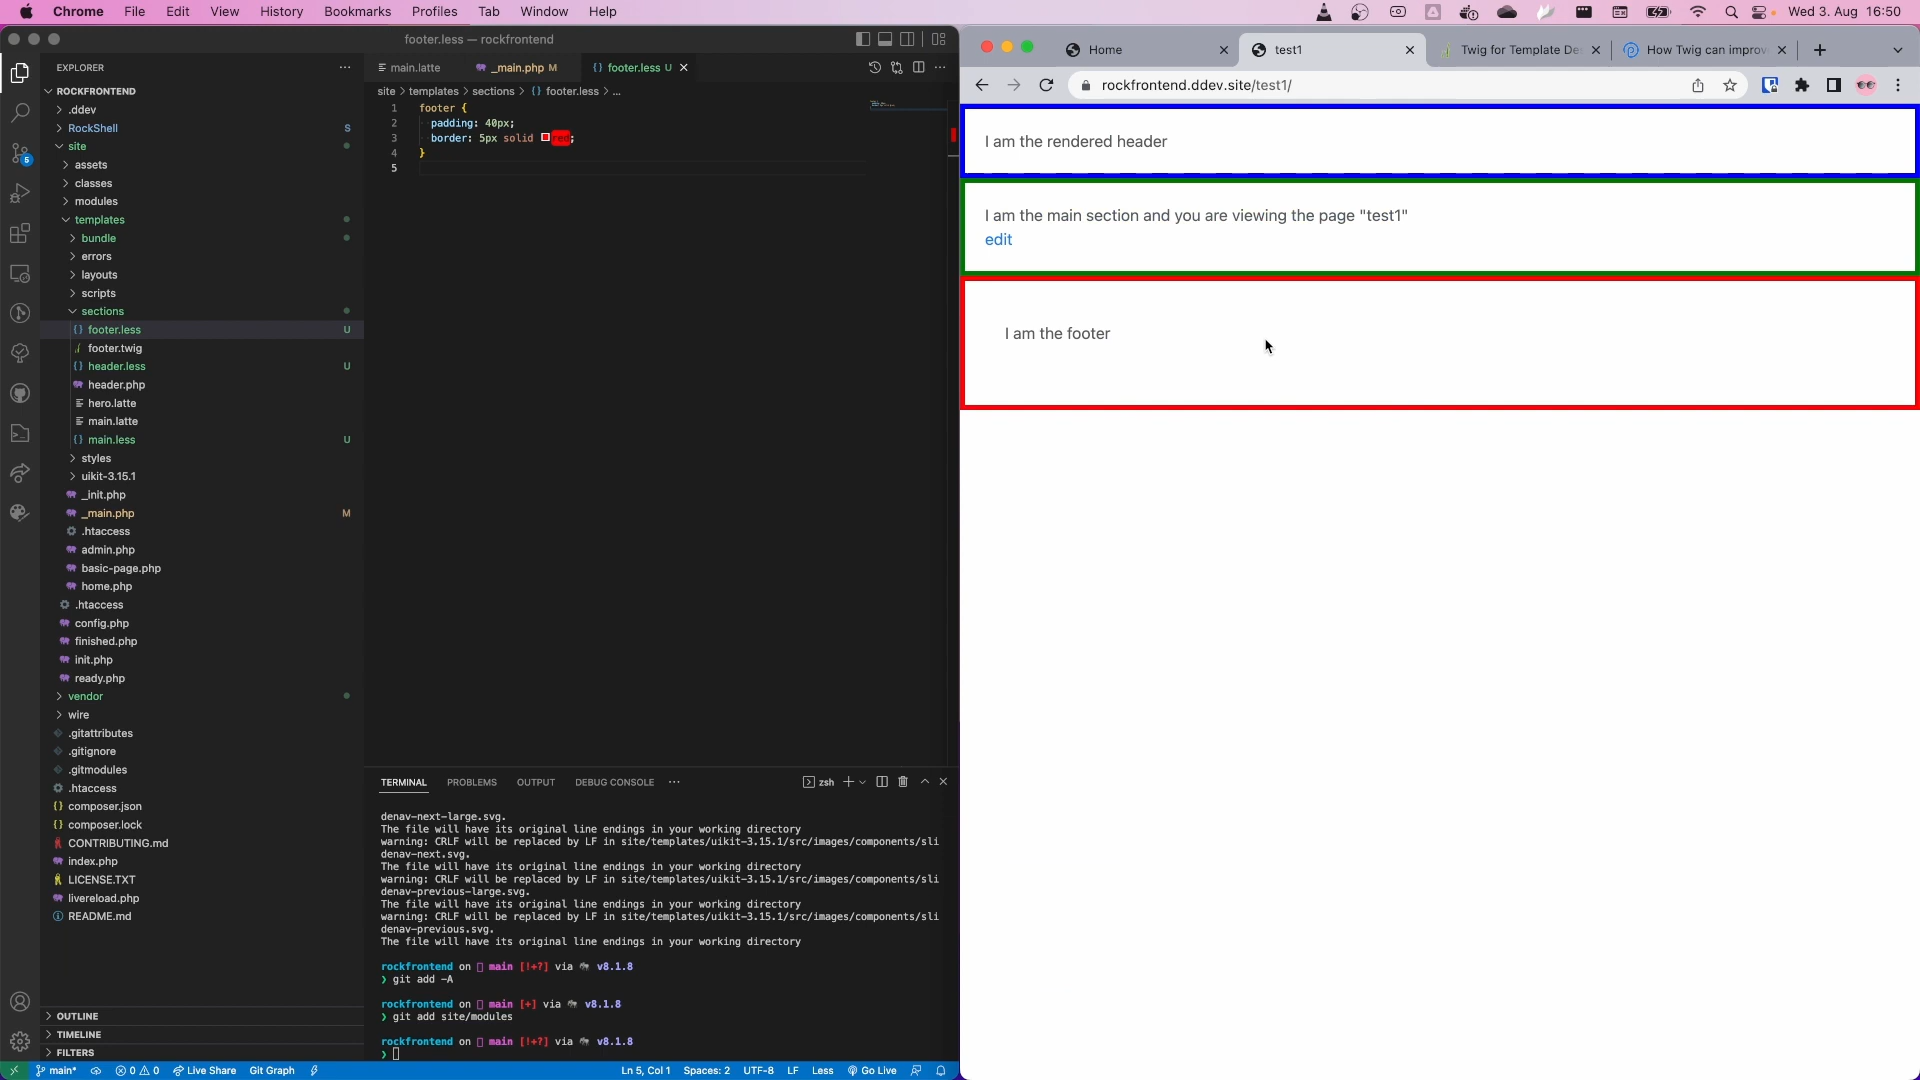 Chrome File Edit View History Bookmarks Profiles Tab Window Help
Wed 3. Aug 16:50
footer.less — rockfrontend
EXPLORER
ROCKFRONTEND
.ddev
RockShell S
site
assets
classes
modules
templates
bundle
errors
layouts
scripts
sections
footer.less U
footer.twig
header.less U
header.php
hero.latte
main.latte
main.less U
styles
uikit-3.15.1
_init.php
_main.php M
.htaccess
admin.php
basic-page.php
home.php
.htaccess
config.php
finished.php
init.php
ready.php
vendor
wire
.gitattributes
.gitignore
.gitmodules
.htaccess
composer.json
composer.lock
CONTRIBUTING.md
index.php
LICENSE.TXT
livereload.php
README.md
OUTLINE
TIMELINE
FILTERS
5
main.latte _main.php M footer.less U
site > templates > sections > footer.less > ...
1 footer {
2 padding: 40px;
3 border: 5px solid red;
4 }
5
TERMINAL PROBLEMS OUTPUT DEBUG CONSOLE zsh
denav-next-large.svg.
The file will have its original line endings in your working directory
warning: CRLF will be replaced by LF in site/templates/uikit-3.15.1/src/images/components/sli
denav-next.svg.
The file will have its original line endings in your working directory
warning: CRLF will be replaced by LF in site/templates/uikit-3.15.1/src/images/components/sli
denav-previous-large.svg.
The file will have its original line endings in your working directory
warning: CRLF will be replaced by LF in site/templates/uikit-3.15.1/src/images/components/sli
denav-previous.svg.
The file will have its original line endings in your working directory
rockfrontend on main [!+?] via v8.1.8
❯ git add -A
rockfrontend on main [+] via v8.1.8
❯ git add site/modules
rockfrontend on main [!+?] via v8.1.8
❯
main* 0 0 Live Share Git Graph Ln 5, Col 1 Spaces: 2 UTF-8 LF Less Go Live
Home test1 Twig for Template De How Twig can improv
rockfrontend.ddev.site/test1/
I am the rendered header
I am the main section and you are viewing the page "test1"
edit
I am the footer